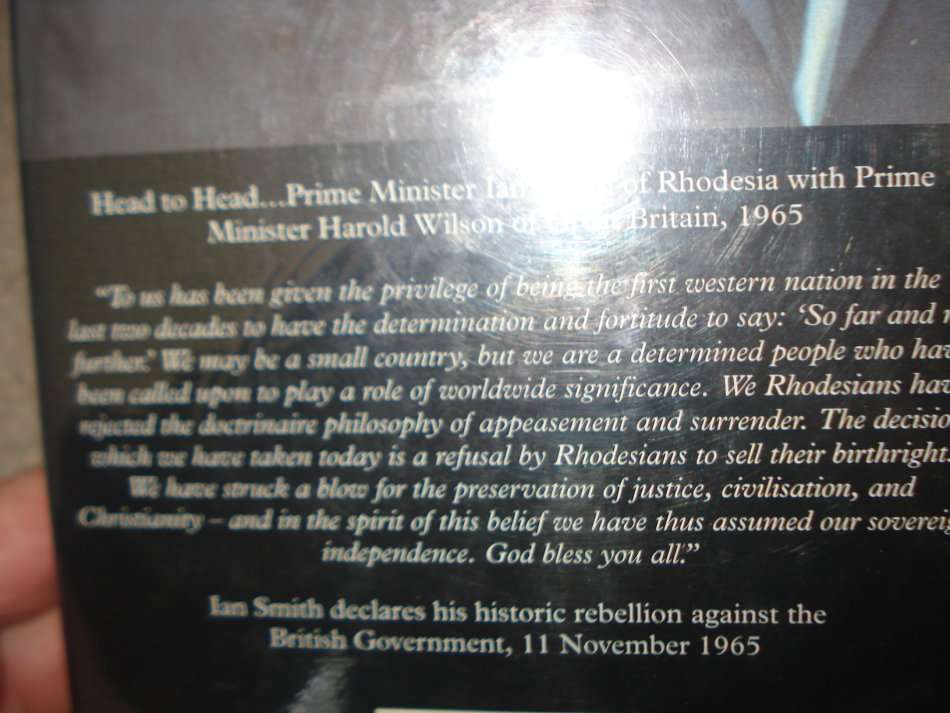 Head to Head...Prime Minister Ian of Rhodesia with Prime
Minister Harold Wilson of Britain, 1965
"To us has been given the privilege of being the first western nation in the
last two decades to have the determination and fortitude to say: 'So far and
further.' We may be a small country, but we are a determined people who
been called upon to play a role of worldwide significance. We Rhodesians
rejected the doctrinaire philosophy of appeasement and surrender. The
which we have taken today is a refusal by Rhodesians to sell their birthright.
We have struck a blow for the preservation of justice, civilisation, and
Christianity – and in the spirit of this belief we have thus assumed our
independence. God bless you all."
Ian Smith declares his historic rebellion against the
British Government, 11 November 1965